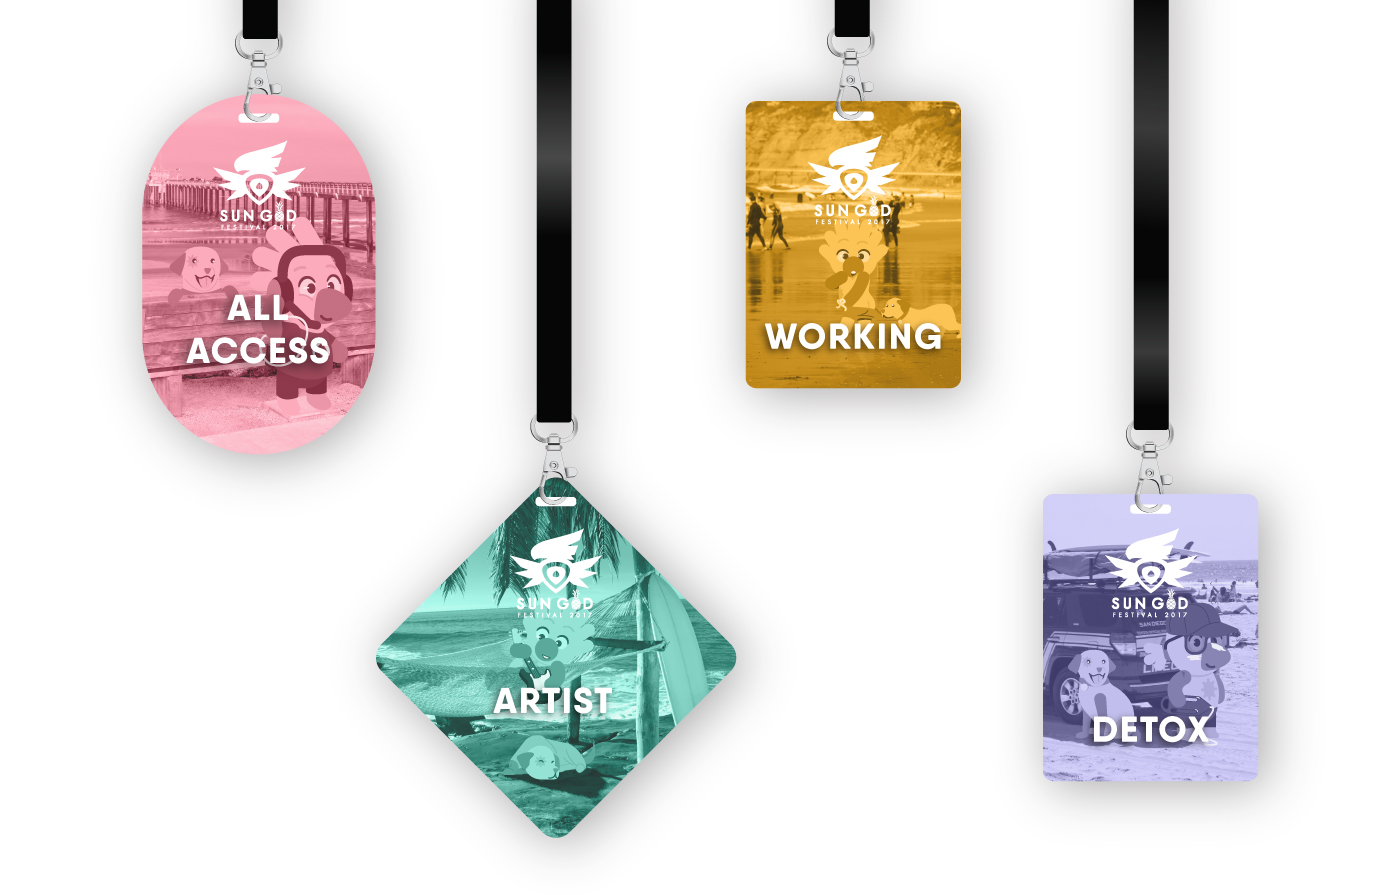 SUN GOD
FESTIVAL 2017
ALL
ACCESS
SUN GOD
FESTIVAL 2017
ARTIST
SUN GOD
FESTIVAL 2017
WORKING
SUN GOD
FESTIVAL 2017
SAN DIEGO
DETOX